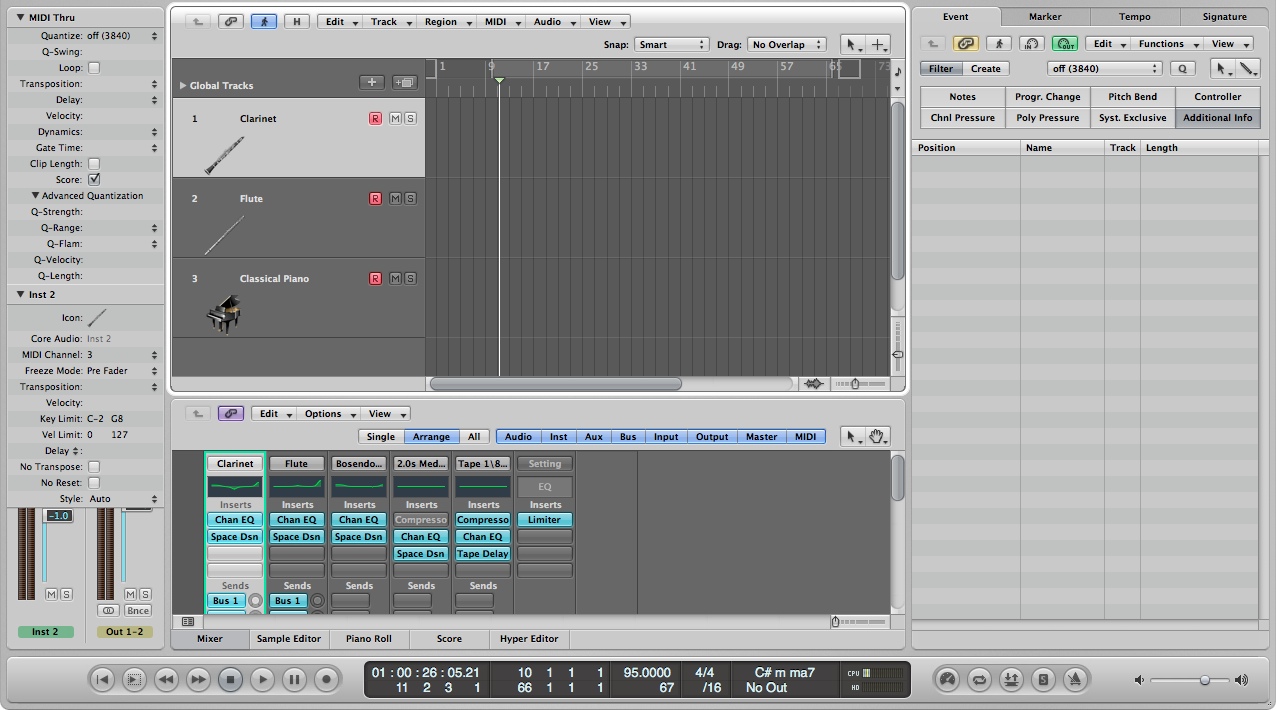 MIDI Thru
Quantize: off (3840)
Q-Swing:
Loop:
Transposition:
Delay:
Velocity:
Dynamics:
Gate Time:
Clip Length:
Score:
Advanced Quantization
Q-Strength:
Q-Range:
Q-Flam:
Q-Velocity:
Q-Length:
Inst 2
Icon:
Core Audio: Inst 2
MIDI Channel: 3
Freeze Mode: Pre Fader
Transposition:
Velocity:
Key Limit: C-2 G8
Vel Limit: 0 127
Delay :
No Transpose:
No Reset:
Style: Auto
-1.0
M S M S
Bnce
Inst 2 Out 1-2
H Edit Track Region MIDI Audio View
Snap: Smart Drag: No Overlap
Global Tracks
1 9 17 25 33 41 49 57 65 73
1 Clarinet R M S
2 Flute R M S
3 Classical Piano R M S
Edit Options View
Single Arrange All Audio Inst Aux Bus Input Output Master MIDI
Clarinet Flute Bosendo... 2.0s Med... Tape 1\8... Setting
EQ
Inserts Inserts Inserts Inserts Inserts Inserts
Chan EQ Chan EQ Chan EQ Compresso Compresso Limiter
Space Dsn Space Dsn Space Dsn Chan EQ Chan EQ
Space Dsn Tape Delay
Sends Sends Sends Sends Sends
Bus 1 Bus 1
Mixer Sample Editor Piano Roll Score Hyper Editor
Event Marker Tempo Signature
IN OUT Edit Functions View
Filter Create off (3840) Q
Notes Progr. Change Pitch Bend Controller
Chnl Pressure Poly Pressure Syst. Exclusive Additional Info
Position Name Track Length
01 : 00 : 26 : 05.21 10 1 1 1 95.0000 4/4 C# m ma7 CPU
11 2 3 1 66 1 1 1 67 /16 No Out HD
S